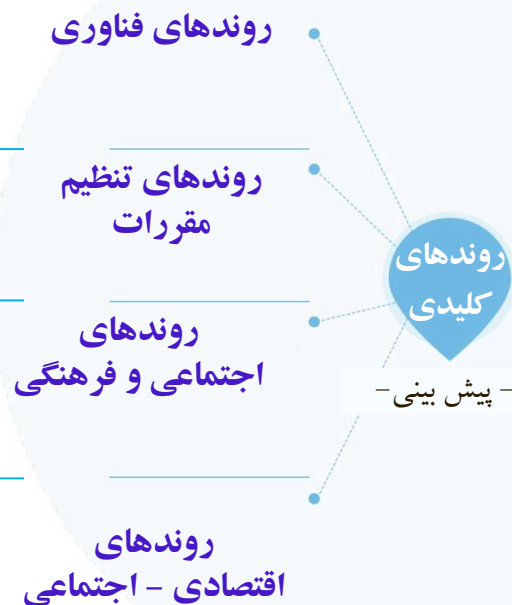 روندهای فناوری
روندهای تنظیم
مقررات
روندهای
کلیدی
روندهای
اجتماعی و فرهنگی
- پیش بینی-
روندهای
اقتصادی - اجتماعی